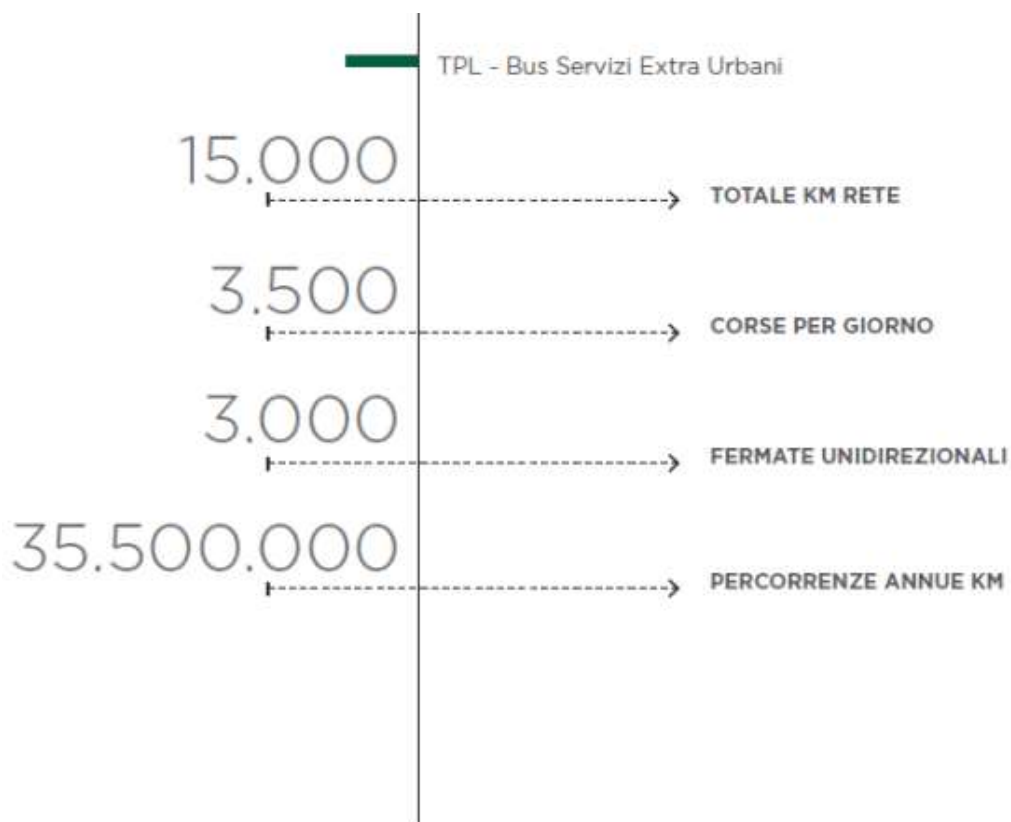 TPL - Bus Servizi Extra Urbani
15.000
TOTALE KM RETE
3.500
CORSE PER GIORNO
3.000
FERMATE UNIDIREZIONALI
35.500.000
PERCORRENZE ANNUE KM